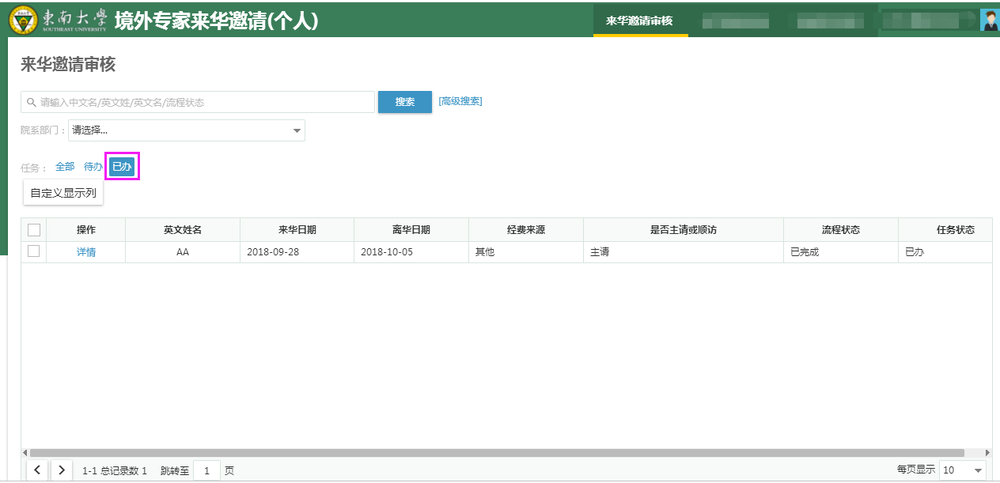 東南大學 境外专家来华邀请(个人) 来华邀请审核
SOUTHEAST UNIVERSITY
来华邀请审核
请输入中文名/英文姓/英文名/流程状态 搜索 [高级搜索]
院系部门： 请选择...
任务： 全部 待办 已办
自定义显示列
操作 英文姓名 来华日期 离华日期 经费来源 是否主请或顺访 流程状态 任务状态
详情 AA 2018-09-28 2018-10-05 其他 主请 已完成 已办
1-1 总记录数 1 跳转至 1 页 每页显示 10